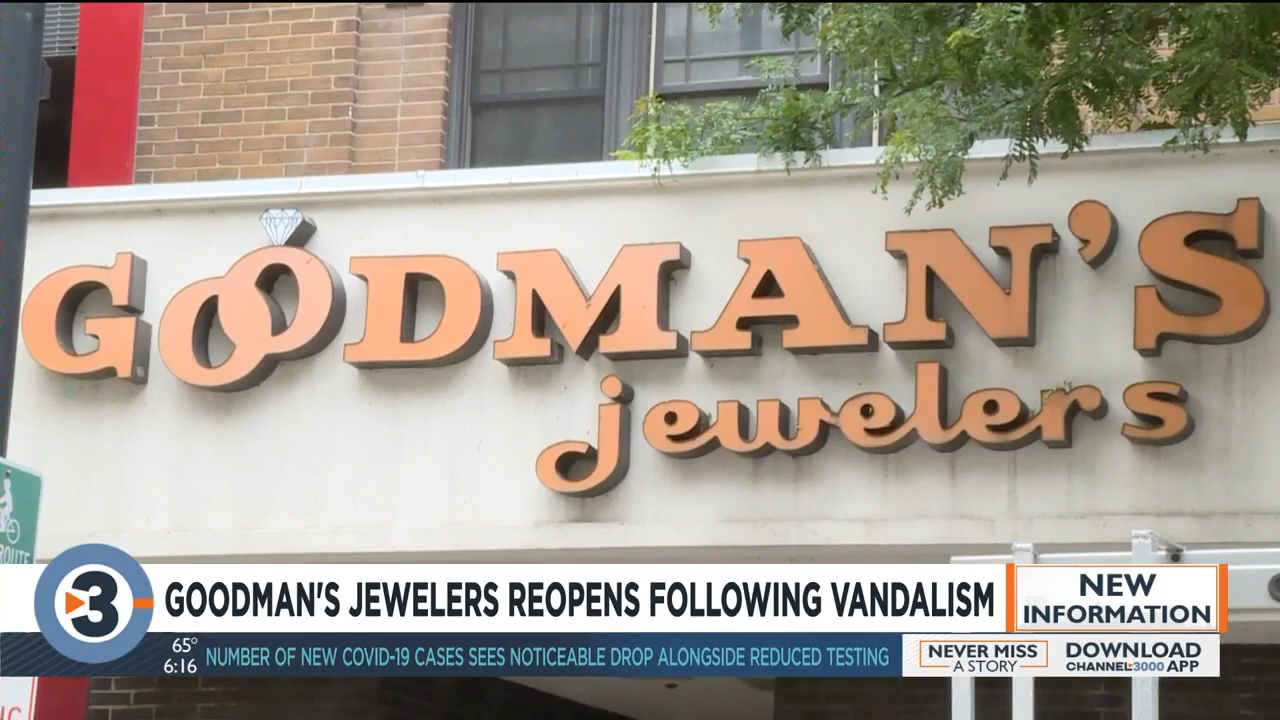 GOODMAN'S
jewelers
ROUTE
3
GOODMAN'S JEWELERS REOPENS FOLLOWING VANDALISM
NEW
INFORMATION
65°
6:16
NUMBER OF NEW COVID-19 CASES SEES NOTICEABLE DROP ALONGSIDE REDUCED TESTING
NEVER MISS
A STORY
DOWNLOAD
CHANNEL3000 APP